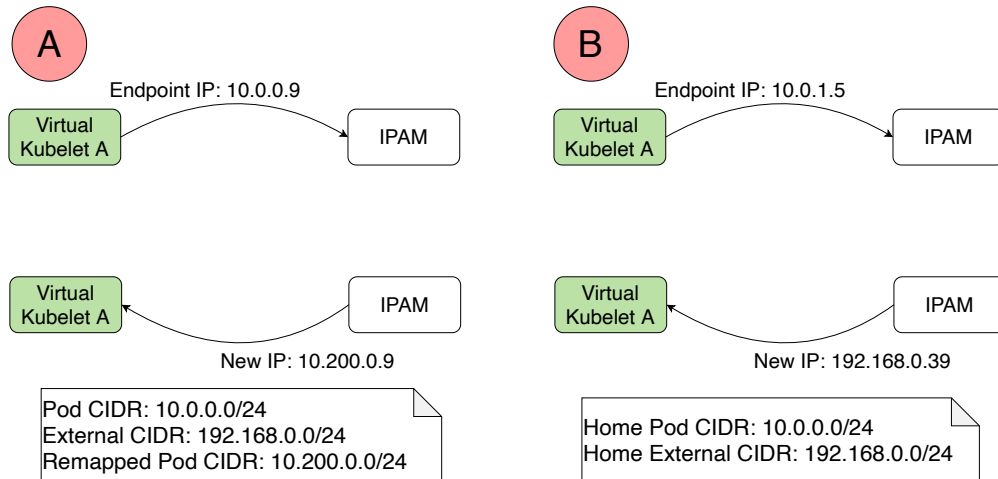 A
Endpoint IP: 10.0.0.9
Virtual
Kubelet A
IPAM
Virtual
Kubelet A
IPAM
New IP: 10.200.0.9
Pod CIDR: 10.0.0.0/24
External CIDR: 192.168.0.0/24
Remapped Pod CIDR: 10.200.0.0/24
B
Endpoint IP: 10.0.1.5
Virtual
Kubelet A
IPAM
Virtual
Kubelet A
IPAM
New IP: 192.168.0.39
Home Pod CIDR: 10.0.0.0/24
Home External CIDR: 192.168.0.0/24